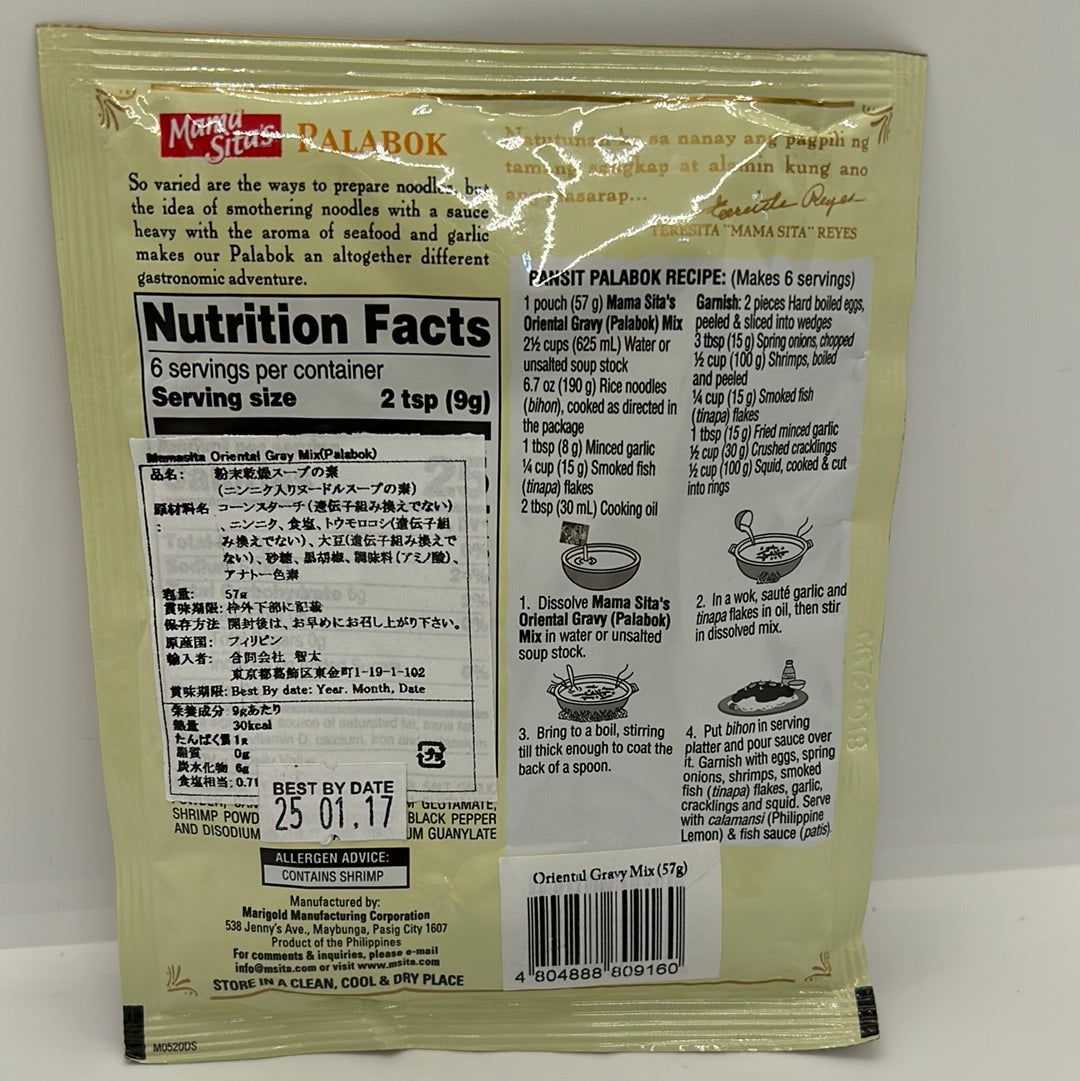 Mama Sita's PALABOK
So varied are the ways to prepare noodles, but
the idea of smothering noodles with a sauce
heavy with the aroma of seafood and garlic
makes our Palabok an altogether different
gastronomic adventure.
sa nanay ang pagpili ng
at alamin kung ano
TERESITA "MAMA SITA" REYES
Nutrition Facts
6 servings per container
Serving size 2 tsp (9g)
Mamasita Oriental Gray Mix(Palabok)
品名: 粉末乾燥スープの素
(ニンニク入りヌードルスープの素)
原材料名 コーンスターチ(遺伝子組み換えでない)
: 、ニンニク、食塩、トウモロコシ(遺伝子組
み換えでない)、大豆(遺伝子組み換えで
ない)、砂糖、黒胡椒、調味料(アミノ酸)、
アナトー色素
容量: 57g
賞味期限: 枠外下部に記載
保存方法 開封後は、お早めにお召し上がり下さい。
原産国: フィリピン
輸入者: 合同会社 智太
東京都葛飾区東金町1-19-1-102
賞味期限: Best By date: Year. Month, Date
栄養成分 9gあたり
熱量 30kcal
たんぱく質 1g
脂質 0g
炭水化物 6g
食塩相当: 0.71
BEST BY DATE
25 01.17
GLUTAMATE,
SHRIMP POWD BLACK PEPPER
AND DISODIUM UM GUANYLATE
ALLERGEN ADVICE:
CONTAINS SHRIMP
Manufactured by:
Marigold Manufacturing Corporation
538 Jenny's Ave., Maybunga, Pasig City 1607
Product of the Philippines
For comments & inquiries, please e-mail
info@msita.com or visit www.msita.com
STORE IN A CLEAN, COOL & DRY PLACE
M0520DS
PANSIT PALABOK RECIPE: (Makes 6 servings)
1 pouch (57 g) Mama Sita's
Oriental Gravy (Palabok) Mix
2½ cups (625 mL) Water or
unsalted soup stock
6.7 oz (190 g) Rice noodles
(bihon), cooked as directed in
the package
1 tbsp (8 g) Minced garlic
¼ cup (15 g) Smoked fish
(tinapa) flakes
2 tbsp (30 mL) Cooking oil
Garnish: 2 pieces Hard boiled eggs,
peeled & sliced into wedges
3 tbsp (15 g) Spring onions, chopped
½ cup (100 g) Shrimps, boiled
and peeled
¼ cup (15 g) Smoked fish
(tinapa) flakes
1 tbsp (15 g) Fried minced garlic
½ cup (30 g) Crushed cracklings
½ cup (100 g) Squid, cooked & cut
into rings
1. Dissolve Mama Sita's
Oriental Gravy (Palabok)
Mix in water or unsalted
soup stock.
2. In a wok, sauté garlic and
tinapa flakes in oil, then stir
in dissolved mix.
3. Bring to a boil, stirring
till thick enough to coat the
back of a spoon.
4. Put bihon in serving
platter and pour sauce over
it. Garnish with eggs, spring
onions, shrimps, smoked
fish (tinapa) flakes, garlic,
cracklings and squid. Serve
with calamansi (Philippine
Lemon) & fish sauce (patis).
Oriental Gravy Mix (57g)
4 804888 809160